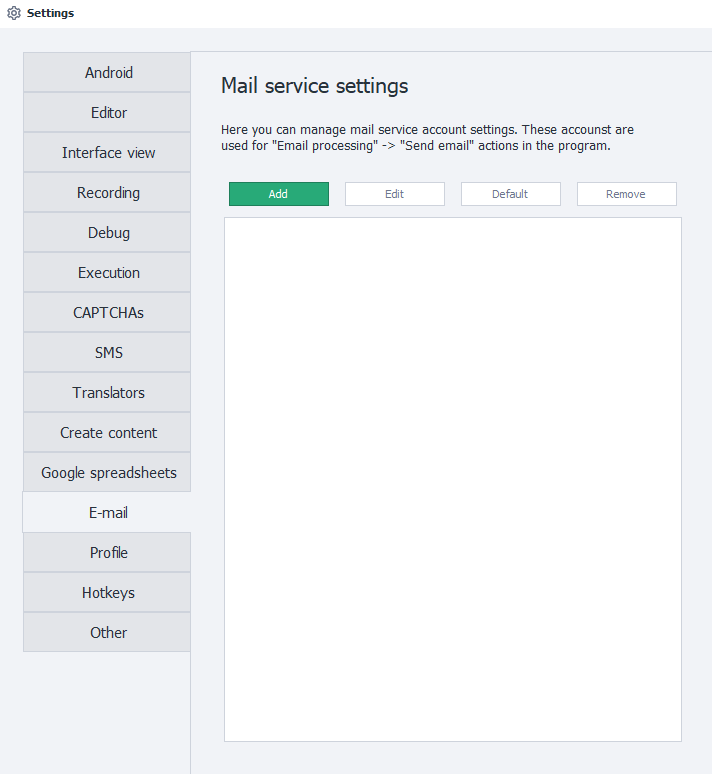 Settings
Android
Editor
Interface view
Recording
Debug
Execution
CAPTCHAs
SMS
Translators
Create content
Google spreadsheets
E-mail
Profile
Hotkeys
Other
Mail service settings
Here you can manage mail service account settings. These accounst are
used for "Email processing" -> "Send email" actions in the program.
Add
Edit
Default
Remove